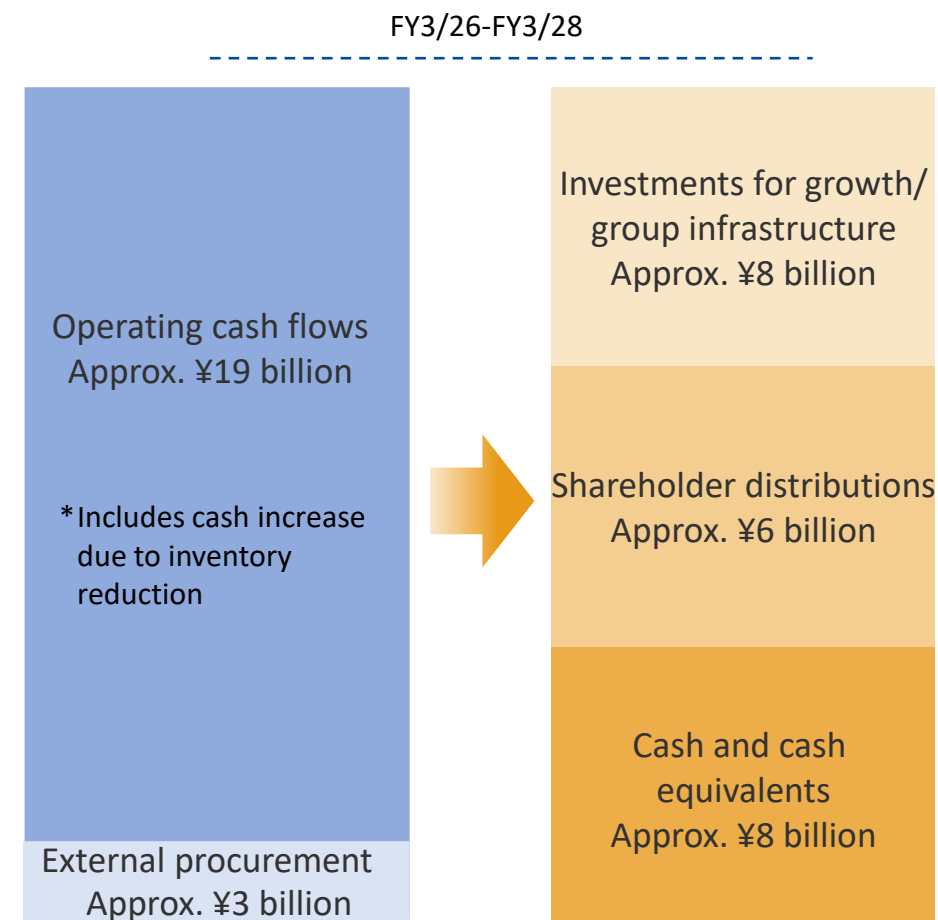 FY3/26-FY3/28
Operating cash flows
Approx. ¥19 billion
*Includes cash increase
due to inventory
reduction
External procurement
Approx. ¥3 billion
Investments for growth/
group infrastructure
Approx. ¥8 billion
Shareholder distributions
Approx. ¥6 billion
Cash and cash
equivalents
Approx. ¥8 billion